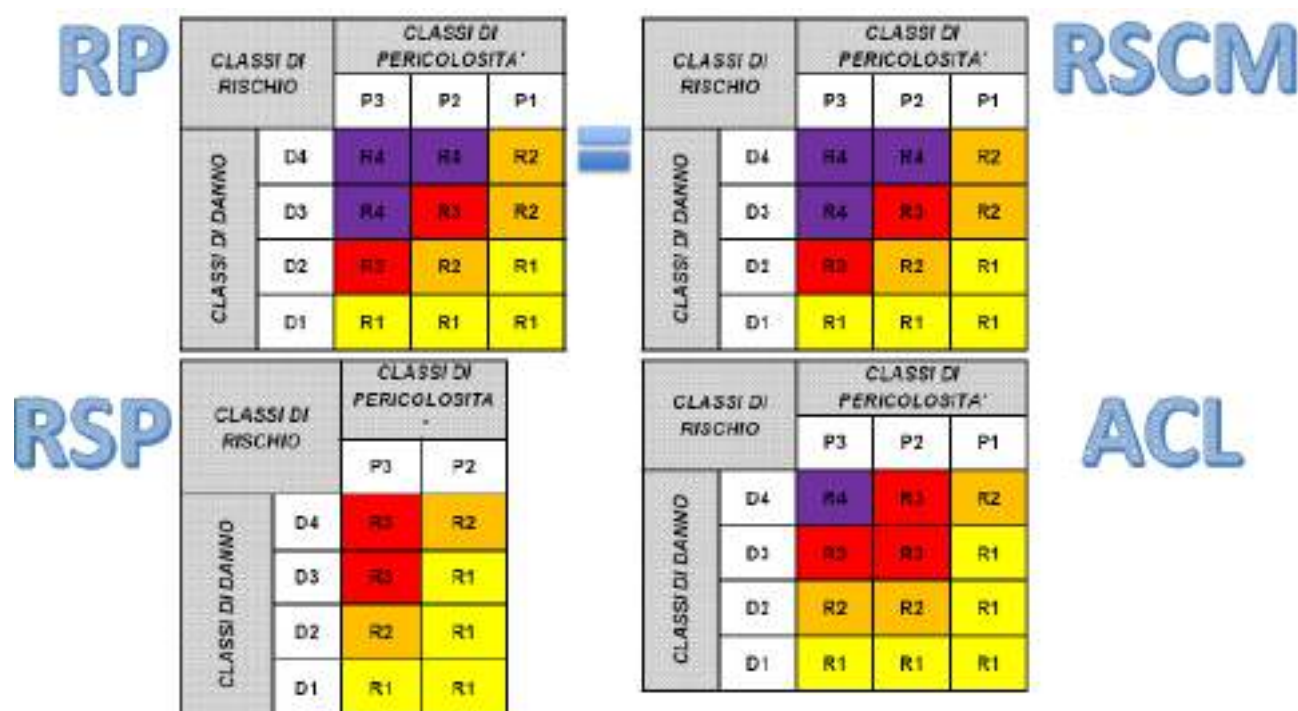 RP
CLASSI DI RISCHIO
CLASSI DI PERICOLOSITA'
P3 P2 P1
CLASSI DI DANNO
D4 R4 R4 R2
D3 R4 R3 R2
D2 R3 R2 R1
D1 R1 R1 R1
=
RSCM
CLASSI DI RISCHIO
CLASSI DI PERICOLOSITA'
P3 P2 P1
CLASSI DI DANNO
D4 R4 R4 R2
D3 R4 R3 R2
D2 R3 R2 R1
D1 R1 R1 R1
RSP
CLASSI DI RISCHIO
CLASSI DI PERICOLOSITA
'
P3 P2
CLASSI DI DANNO
D4 R3 R2
D3 R3 R1
D2 R2 R1
D1 R1 R1
ACL
CLASSI DI RISCHIO
CLASSI DI PERICOLOSITA'
P3 P2 P1
CLASSI DI DANNO
D4 R4 R3 R2
D3 R3 R3 R1
D2 R2 R2 R1
D1 R1 R1 R1